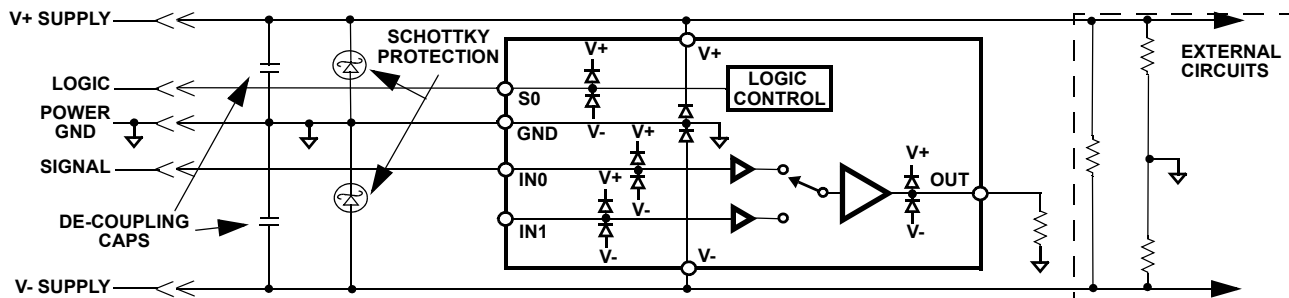 V+ SUPPLY
LOGIC
POWER
GND
SIGNAL
DE-COUPLING
CAPS
V- SUPPLY
SCHOTTKY
PROTECTION
V+
V+
S0
V-
LOGIC
CONTROL
GND
V+
IN0
V+
V-
IN1
V-
V+
OUT
V-
V-
EXTERNAL
CIRCUITS